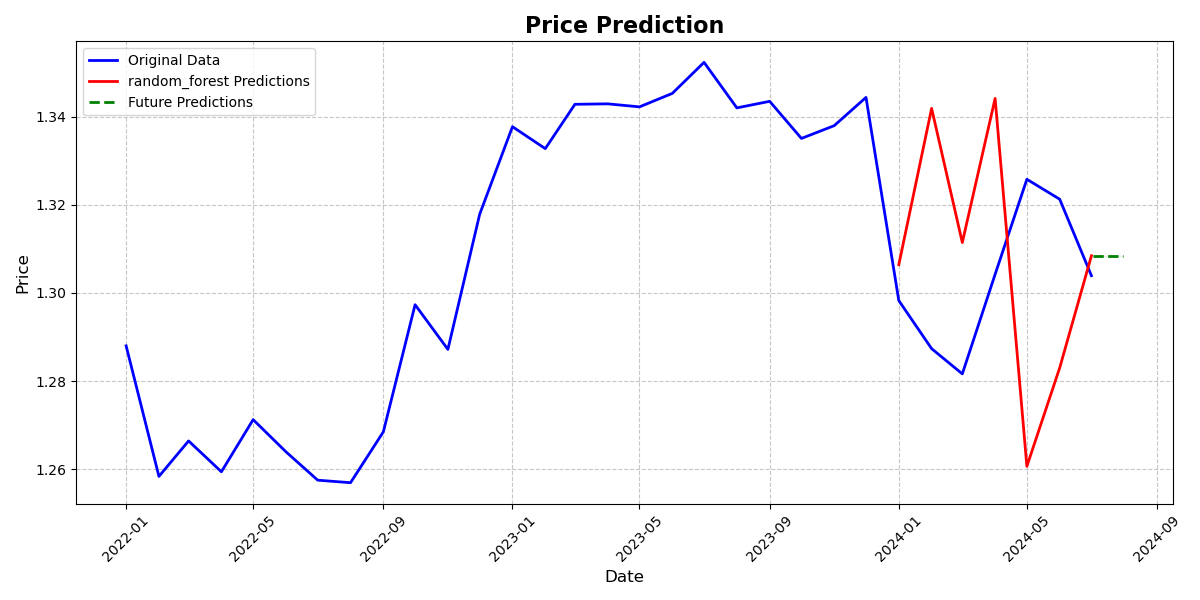 Price Prediction
Original Data
random_forest Predictions
Future Predictions
Price
1.34
1.32
1.30
1.28
1.26
2022-01
2022-05
2022-09
2023-01
2023-05
2023-09
2024-01
2024-05
2024-09
Date